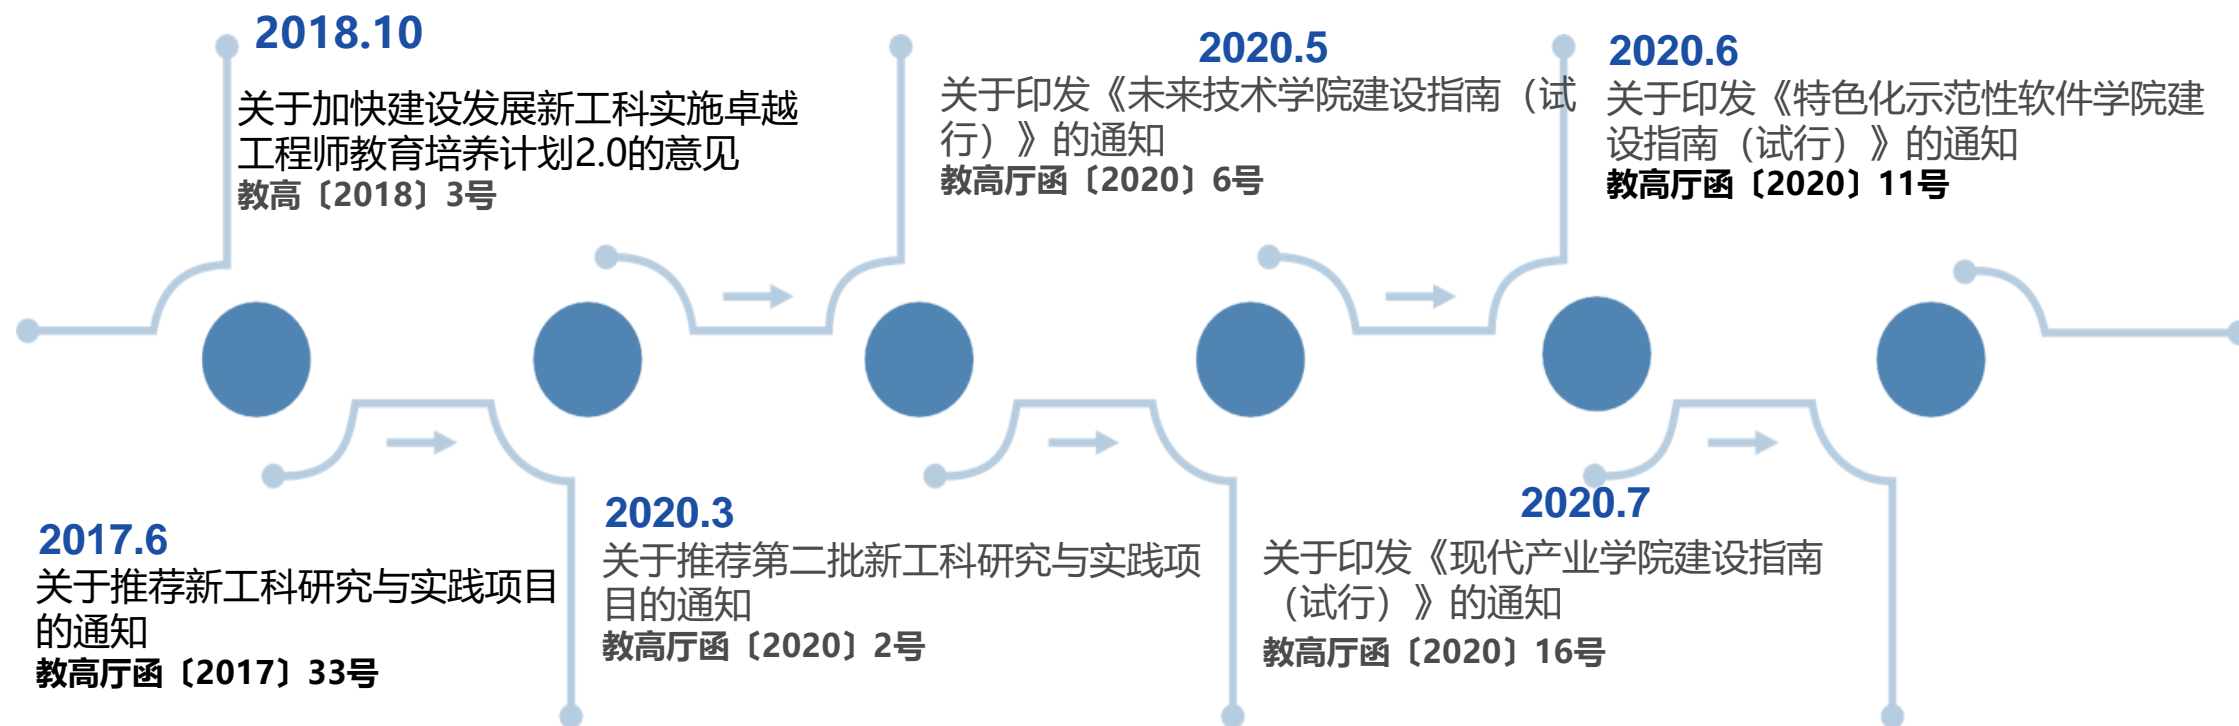 2018.10
关于加快建设发展新工科实施卓越
工程师教育培养计划2.0的意见
教高〔2018〕3号
2020.5
关于印发《未来技术学院建设指南（试
行）》的通知
教高厅函〔2020〕6号
2020.6
关于印发《特色化示范性软件学院建
设指南（试行）》的通知
教高厅函〔2020〕11号
2017.6
关于推荐新工科研究与实践项目
的通知
教高厅函〔2017〕33号
2020.3
关于推荐第二批新工科研究与实践项
目的通知
教高厅函〔2020〕2号
2020.7
关于印发《现代产业学院建设指南
（试行）》的通知
教高厅函〔2020〕16号